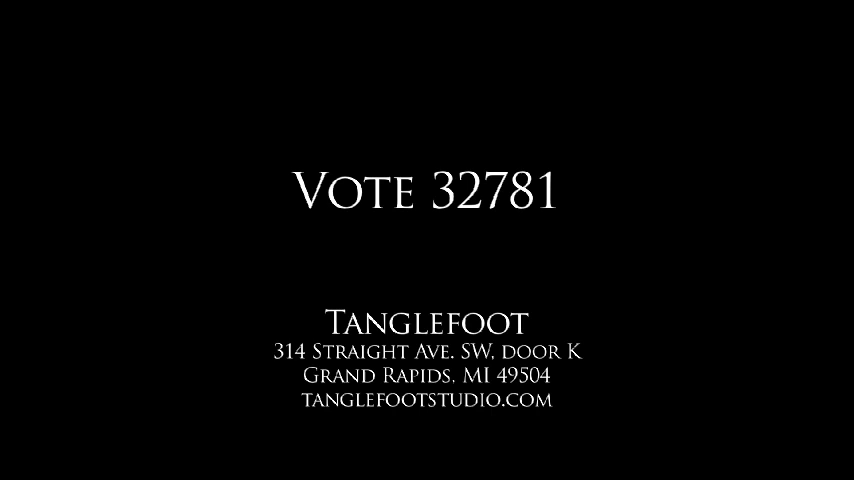 Vote 32781
Tanglefoot
314 Straight Ave. SW, door K
Grand Rapids, MI 49504
tanglefootstudio.com